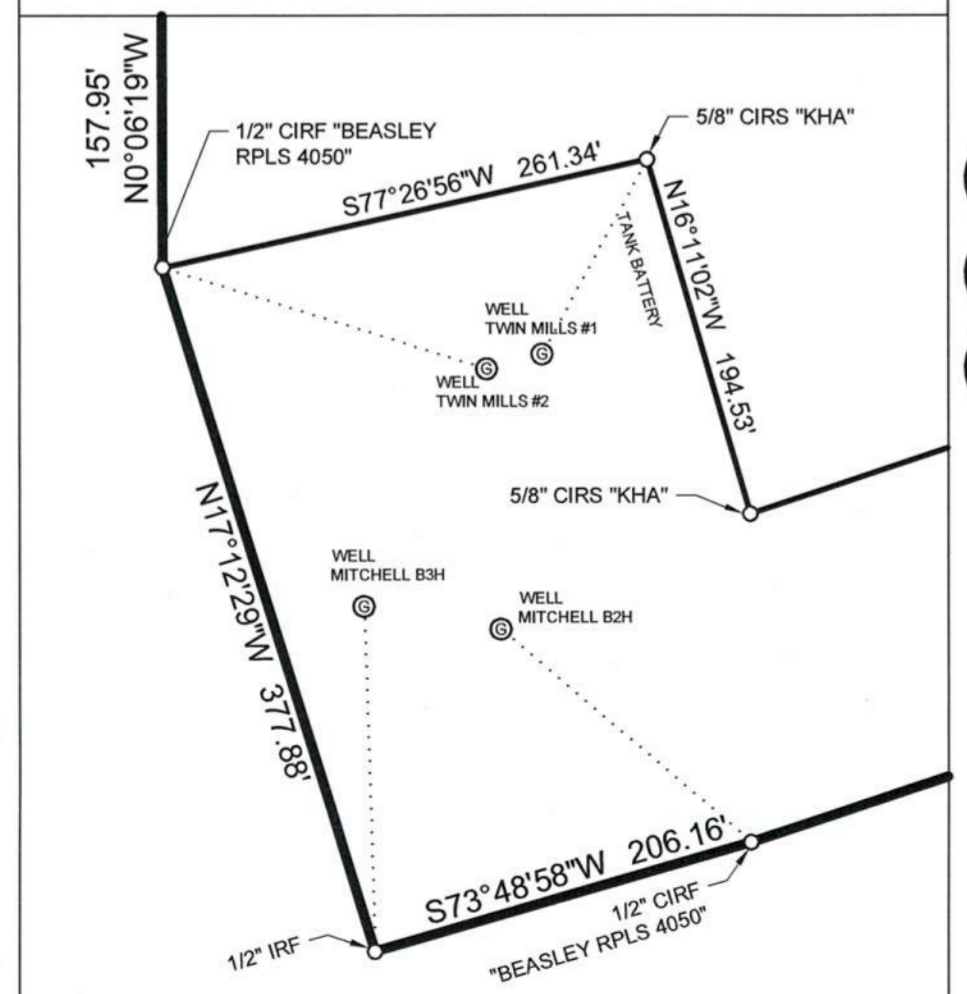 157.95'
N0°06'19"W
1/2" CIRF "BEASLEY
RPLS 4050"
5/8" CIRS "KHA"
S77°26'56"W 261.34'
N16°11'02"W 194.53'
TANK BATTERY
WELL
TWIN MILLS #1
G
G
WELL
TWIN MILLS #2
5/8" CIRS "KHA"
N17°12'29"W 377.88'
WELL
MITCHELL B3H
G
WELL
MITCHELL B2H
G
S73°48'58"W 206.16'
1/2" CIRF
"BEASLEY RPLS 4050"
1/2" IRF